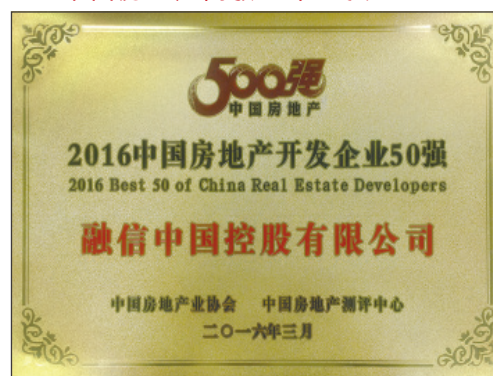 500强
中国房地产
2016中国房地产开发企业50强
2016 Best 50 of China Real Estate Developers
融信中国控股有限公司
中国房地产业协会 中国房地产测评中心
二〇一六年三月